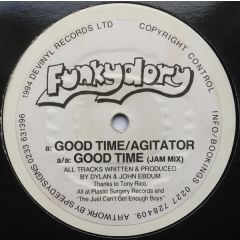 Funkydory
a: GOOD TIME/AGITATOR
a/a: GOOD TIME (JAM MIX)
ALL TRACKS WRITTEN & PRODUCED
BY DYLAN & JOHN EBDUM
Thanks to Tony Rico,
All at Plastic Surgery Records and
"The Just Can't Get Enough Boys"
1994 DEVINYL RECORDS LTD COPYRIGHT CONTROL
INFO/BOOKINGS 0227 728409. ARTWORK BY SPEEDYSIGNS 0233 631396